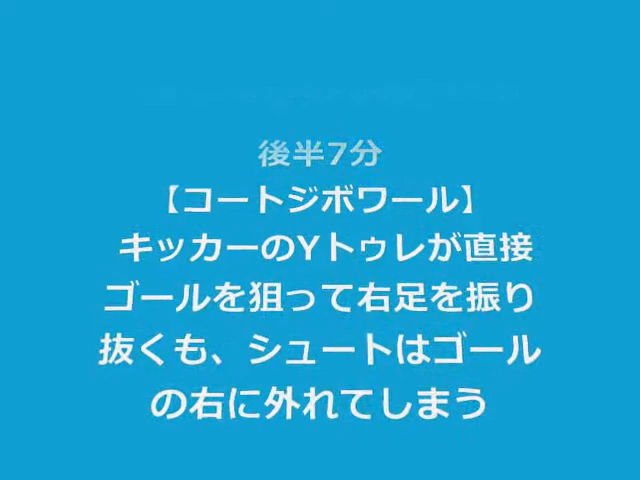 後半7分
【コートジボワール】
キッカーのYトゥレが直接
ゴールを狙って右足を振り
抜くも、シュートはゴール
の右に外れてしまう